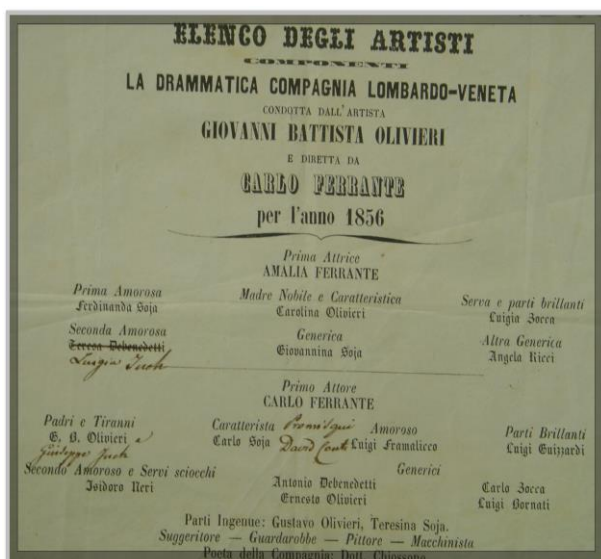 ELENCO DEGLI ARTISTI
COMPONENTI
LA DRAMMATICA COMPAGNIA LOMBARDO-VENETA
CONDOTTA DALL'ARTISTA
GIOVANNI BATTISTA OLIVIERI
E DIRETTA DA
CARLO FERRANTE
per l'anno 1856
Prima Attrice
AMALIA FERRANTE
Prima Amorosa Madre Nobile e Caratteristica Serva e parti brillanti
Ferdinanda Soja Carolina Olivieri Luigia Zocca
Seconda Amorosa Generica Altra Generica
Teresa Debenedetti Giovannina Soja Angela Ricci
Luigia
Primo Attore
CARLO FERRANTE
Padri e Tiranni Caratterista Promisqui Amoroso Parti Brillanti
G. B. Olivieri e Carlo Soja David Conti Luigi Framalicco Luigi Guizzardi
Giuseppe
Secondo Amoroso e Servi sciocchi Generici
Isidoro Neri Antonio Debenedetti Carlo Zocca
Ernesto Olivieri Luigi Bornati
Parti Ingenue: Gustavo Olivieri, Teresina Soja.
Suggeritore — Guardarobbe — Pittore — Macchinista
Poeta della Compagnia: Dott. Chiossone